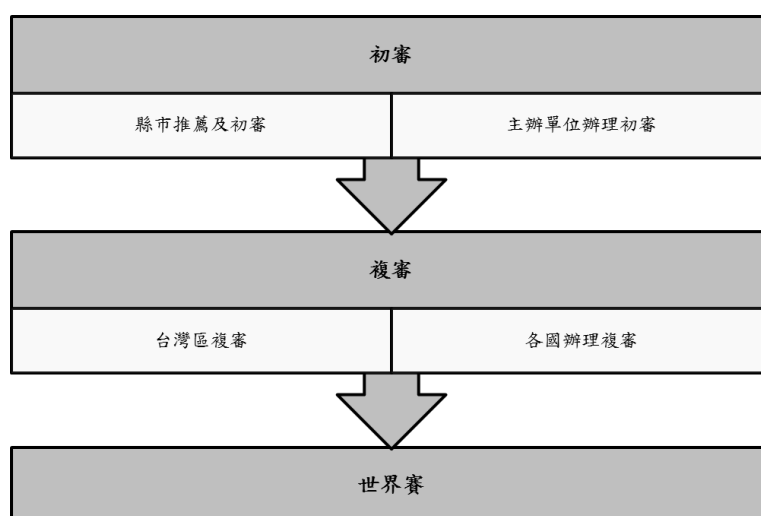 初審
縣市推薦及初審
主辦單位辦理初審
複審
台灣區複審
各國辦理複審
世界賽